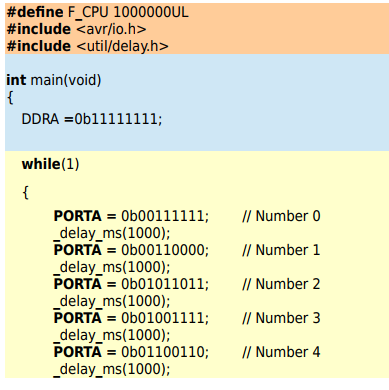 #define F_CPU 1000000UL
#include <avr/io.h>
#include <util/delay.h>
int main(void)
{
DDRA =0b11111111;
while(1)
{
PORTA = 0b00111111; // Number 0
_delay_ms(1000);
PORTA = 0b00110000; // Number 1
_delay_ms(1000);
PORTA = 0b01011011; // Number 2
_delay_ms(1000);
PORTA = 0b01001111; // Number 3
_delay_ms(1000);
PORTA = 0b01100110; // Number 4
_delay_ms(1000);